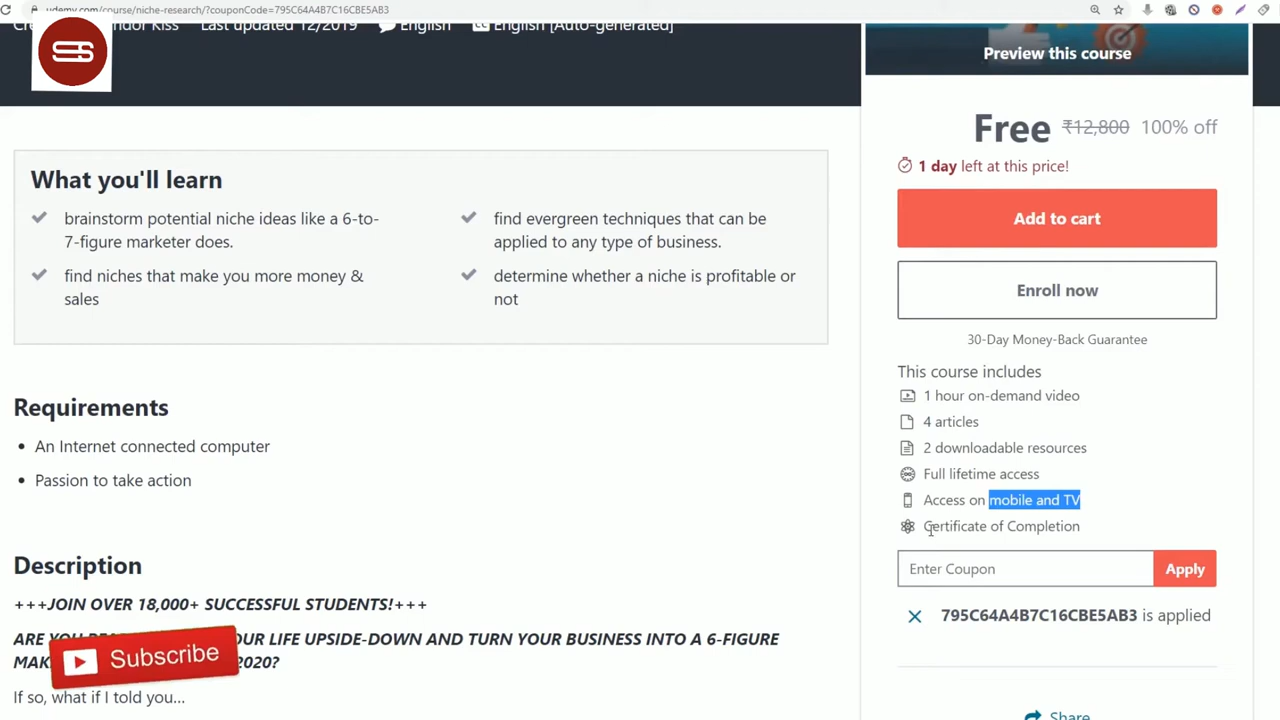 udemy.com/course/niche-research/?couponCode=795C64A4B7C16CBE5AB3
Last updated 12/2019
English
English [Auto-generated]
SS
Preview this course
Free ₹12,800 100% off
1 day left at this price!
Add to cart
Enroll now
30-Day Money-Back Guarantee
This course includes
1 hour on-demand video
4 articles
2 downloadable resources
Full lifetime access
Access on mobile and TV
Certificate of Completion
Enter Coupon
Apply
795C64A4B7C16CBE5AB3 is applied
Share
What you'll learn
brainstorm potential niche ideas like a 6-to-
7-figure marketer does.
find niches that make you more money &
sales
find evergreen techniques that can be
applied to any type of business.
determine whether a niche is profitable or
not
Requirements
An Internet connected computer
Passion to take action
Description
+++JOIN OVER 18,000+ SUCCESSFUL STUDENTS!+++
ARE YOU LIFE UPSIDE-DOWN AND TURN YOUR BUSINESS INTO A 6-FIGURE
2020?
Subscribe
If so, what if I told you...